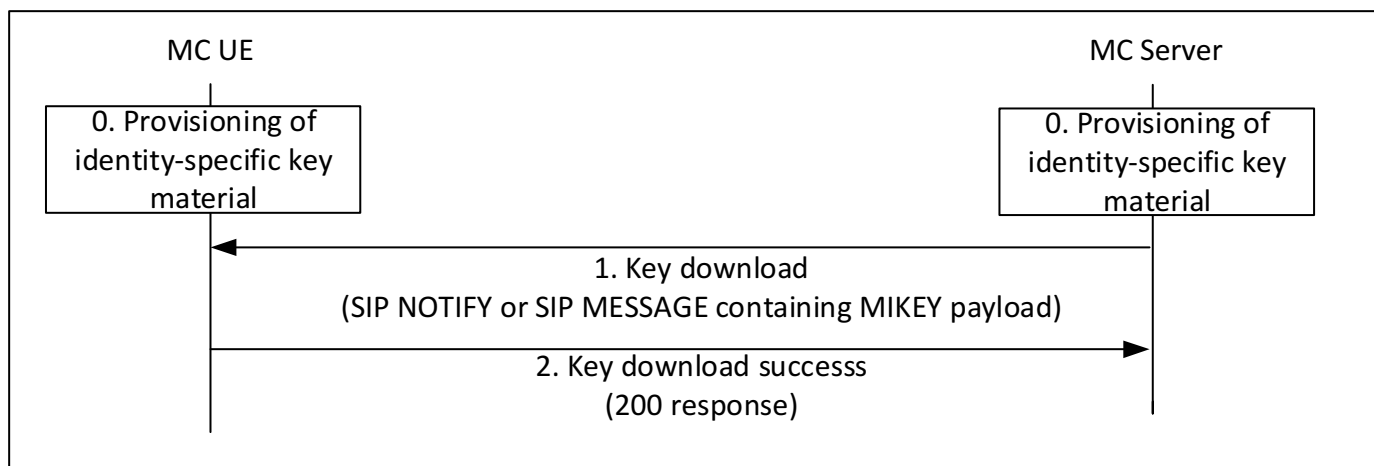 MC UE
MC Server
0. Provisioning of
identity-specific key
material
0. Provisioning of
identity-specific key
material
1. Key download
(SIP NOTIFY or SIP MESSAGE containing MIKEY payload)
2. Key download successs
(200 response)